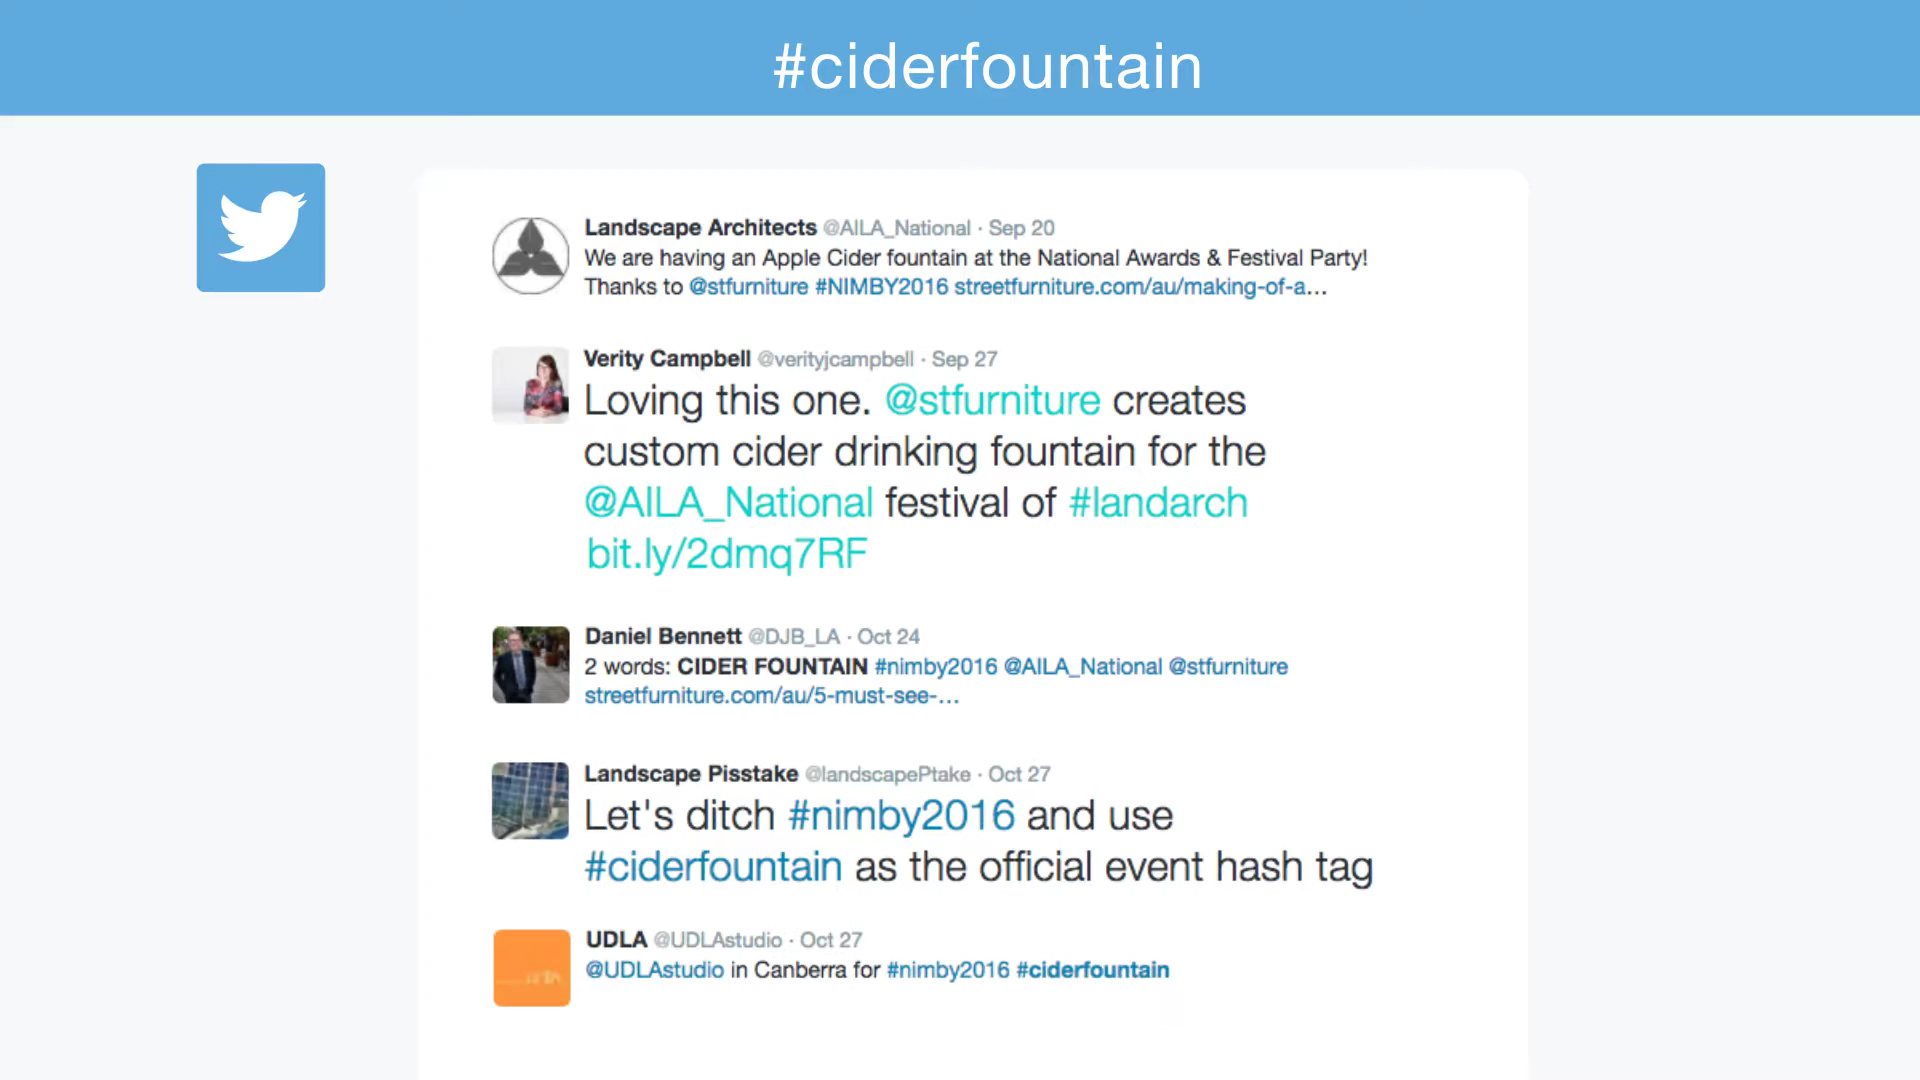 #ciderfountain
Landscape Architects @AILA_National · Sep 20
We are having an Apple Cider fountain at the National Awards & Festival Party!
Thanks to @stfurniture #NIMBY2016 streetfurniture.com/au/making-of-a...
Verity Campbell @verityjcampbell · Sep 27
Loving this one. @stfurniture creates
custom cider drinking fountain for the
@AILA_National festival of #landarch
bit.ly/2dmq7RF
Daniel Bennett @DJB_LA · Oct 24
2 words: CIDER FOUNTAIN #nimby2016 @AILA_National @stfurniture
streetfurniture.com/au/5-must-see-...
Landscape Pisstake @landscapePtake · Oct 27
Let's ditch #nimby2016 and use
#ciderfountain as the official event hash tag
UDLA @UDLAstudio · Oct 27
@UDLAstudio in Canberra for #nimby2016 #ciderfountain